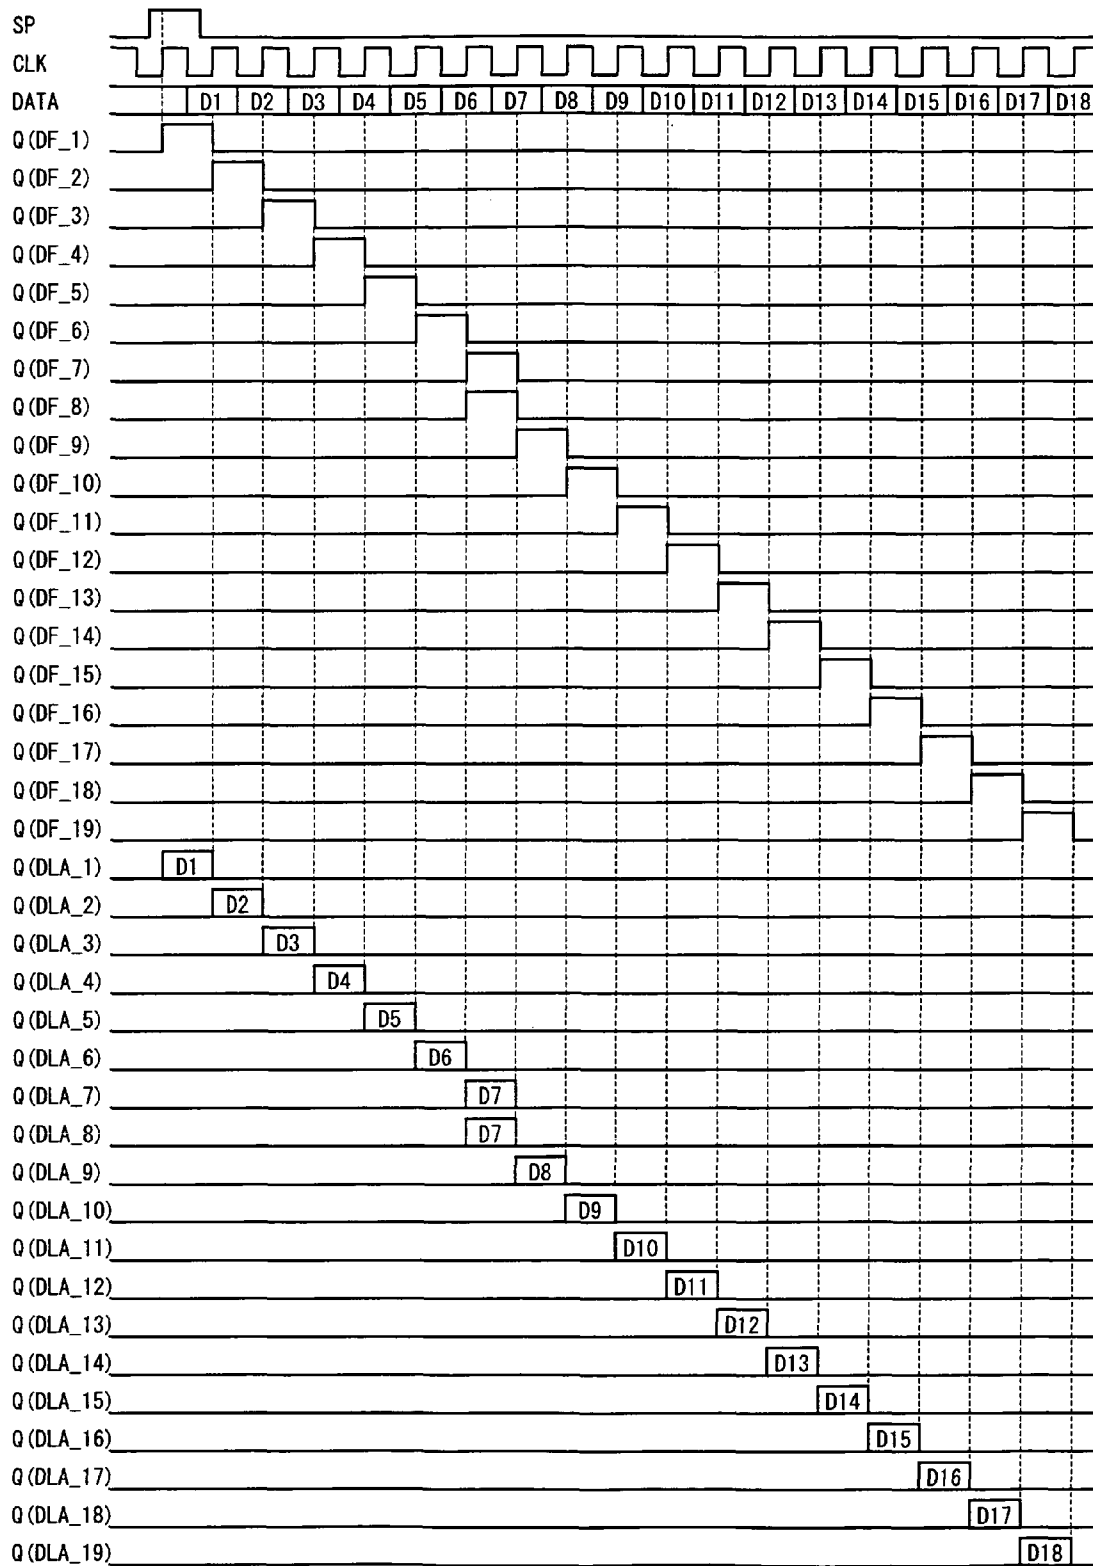 SP
CLK
DATA D1 D2 D3 D4 D5 D6 D7 D8 D9 D10 D11 D12 D13 D14 D15 D16 D17 D18
Q(DF_1)
Q(DF_2)
Q(DF_3)
Q(DF_4)
Q(DF_5)
Q(DF_6)
Q(DF_7)
Q(DF_8)
Q(DF_9)
Q(DF_10)
Q(DF_11)
Q(DF_12)
Q(DF_13)
Q(DF_14)
Q(DF_15)
Q(DF_16)
Q(DF_17)
Q(DF_18)
Q(DF_19)
Q(DLA_1) D1
Q(DLA_2) D2
Q(DLA_3) D3
Q(DLA_4) D4
Q(DLA_5) D5
Q(DLA_6) D6
Q(DLA_7) D7
Q(DLA_8) D7
Q(DLA_9) D8
Q(DLA_10) D9
Q(DLA_11) D10
Q(DLA_12) D11
Q(DLA_13) D12
Q(DLA_14) D13
Q(DLA_15) D14
Q(DLA_16) D15
Q(DLA_17) D16
Q(DLA_18) D17
Q(DLA_19) D18